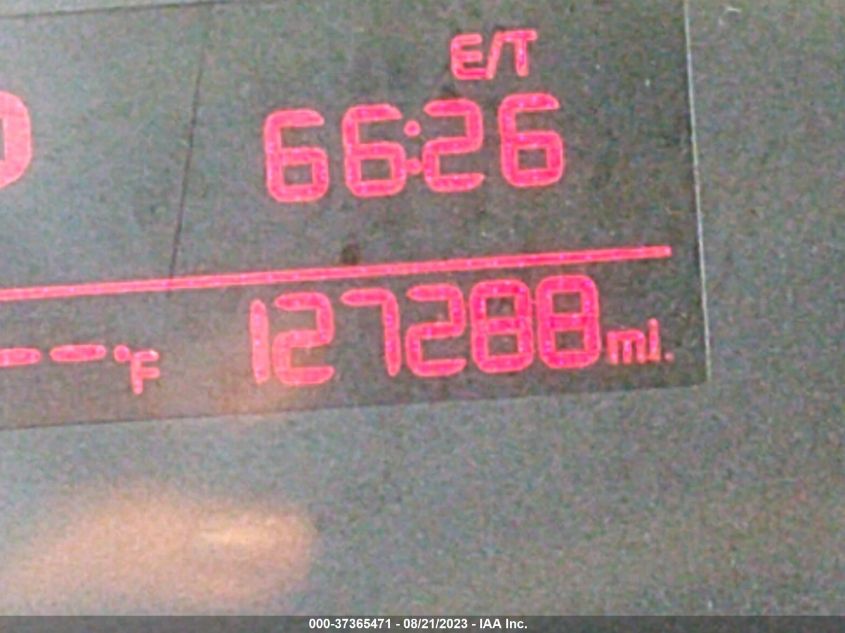 E/T
66:26
--°F 127288 mi.
000-37365471 - 08/21/2023 - IAA Inc.